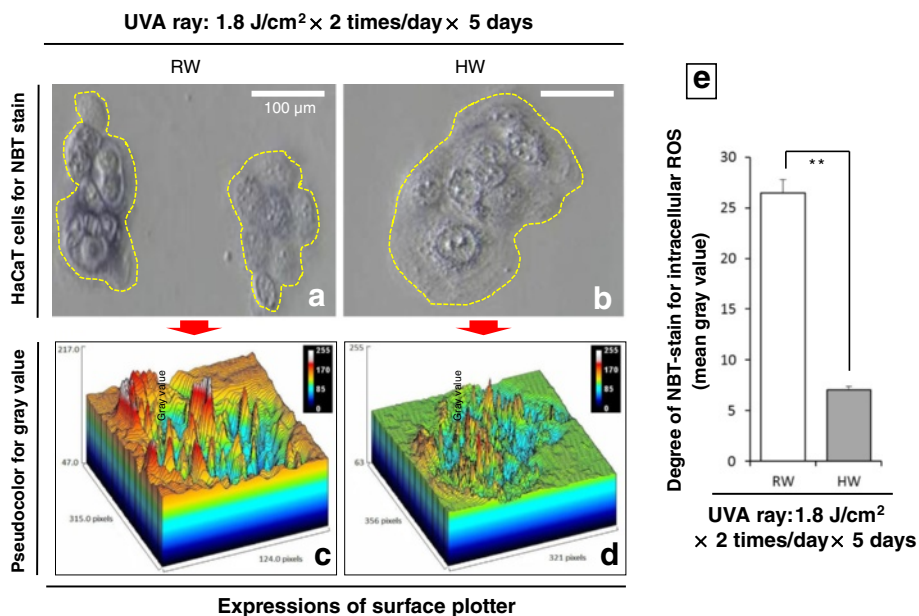 UVA ray: 1.8 J/cm² × 2 times/day × 5 days
RW
HW
HaCaT cells for NBT stain
100 µm
a
b
Pseudocolor for gray value
217.0
47.0
315.0 pixels
124.0 pixels
Gray value
255
170
85
0
c
255
63
356 pixels
321 pixels
Gray value
255
170
85
0
d
Expressions of surface plotter
e
Degree of NBT-stain for intracellular ROS
(mean gray value)
30
25
20
15
10
5
0
**
RW
HW
UVA ray:1.8 J/cm²
× 2 times/day× 5 days